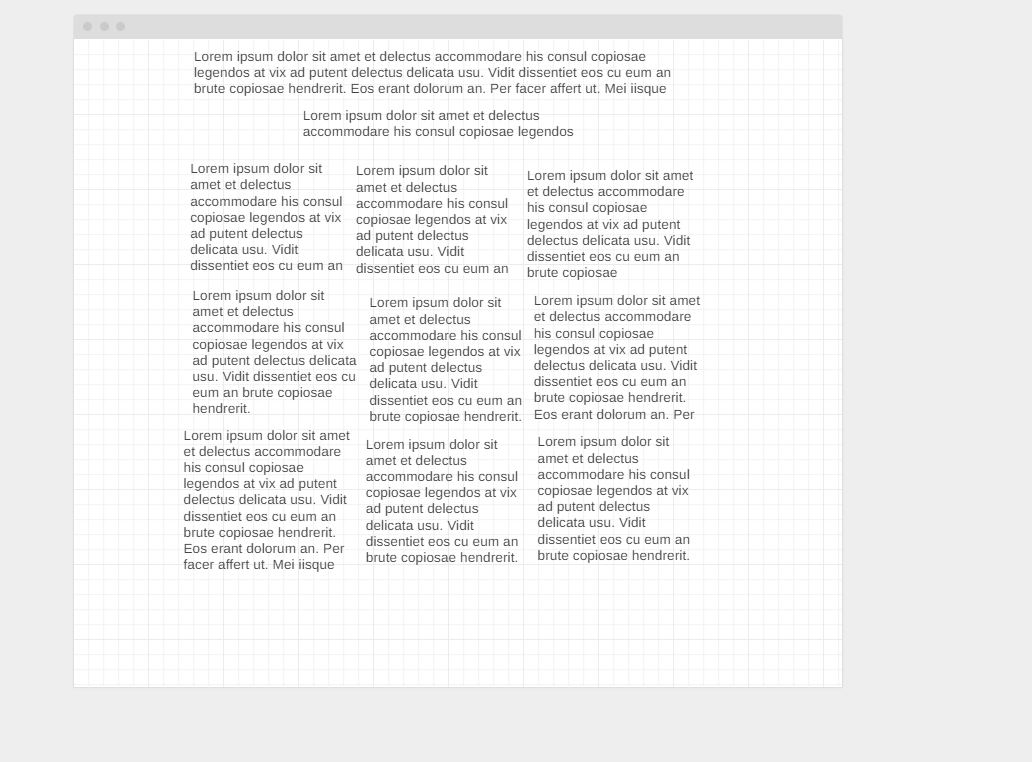 Lorem ipsum dolor sit amet et delectus accommodare his consul copiosae
legendos at vix ad putent delectus delicata usu. Vidit dissentiet eos cu eum an
brute copiosae hendrerit. Eos erant dolorum an. Per facer affert ut. Mei iisque
Lorem ipsum dolor sit amet et delectus
accommodare his consul copiosae legendos
Lorem ipsum dolor sit
amet et delectus
accommodare his consul
copiosae legendos at vix
ad putent delectus
delicata usu. Vidit
dissentiet eos cu eum an
Lorem ipsum dolor sit
amet et delectus
accommodare his consul
copiosae legendos at vix
ad putent delectus
delicata usu. Vidit
dissentiet eos cu eum an
Lorem ipsum dolor sit amet
et delectus accommodare
his consul copiosae
legendos at vix ad putent
delectus delicata usu. Vidit
dissentiet eos cu eum an
brute copiosae
Lorem ipsum dolor sit
amet et delectus
accommodare his consul
copiosae legendos at vix
ad putent delectus delicata
usu. Vidit dissentiet eos cu
eum an brute copiosae
hendrerit.
Lorem ipsum dolor sit
amet et delectus
accommodare his consul
copiosae legendos at vix
ad putent delectus
delicata usu. Vidit
dissentiet eos cu eum an
brute copiosae hendrerit.
Lorem ipsum dolor sit amet
et delectus accommodare
his consul copiosae
legendos at vix ad putent
delectus delicata usu. Vidit
dissentiet eos cu eum an
brute copiosae hendrerit.
Eos erant dolorum an. Per
Lorem ipsum dolor sit amet
et delectus accommodare
his consul copiosae
legendos at vix ad putent
delectus delicata usu. Vidit
dissentiet eos cu eum an
brute copiosae hendrerit.
Eos erant dolorum an. Per
facer affert ut. Mei iisque
Lorem ipsum dolor sit
amet et delectus
accommodare his consul
copiosae legendos at vix
ad putent delectus
delicata usu. Vidit
dissentiet eos cu eum an
brute copiosae hendrerit.
Lorem ipsum dolor sit
amet et delectus
accommodare his consul
copiosae legendos at vix
ad putent delectus
delicata usu. Vidit
dissentiet eos cu eum an
brute copiosae hendrerit.